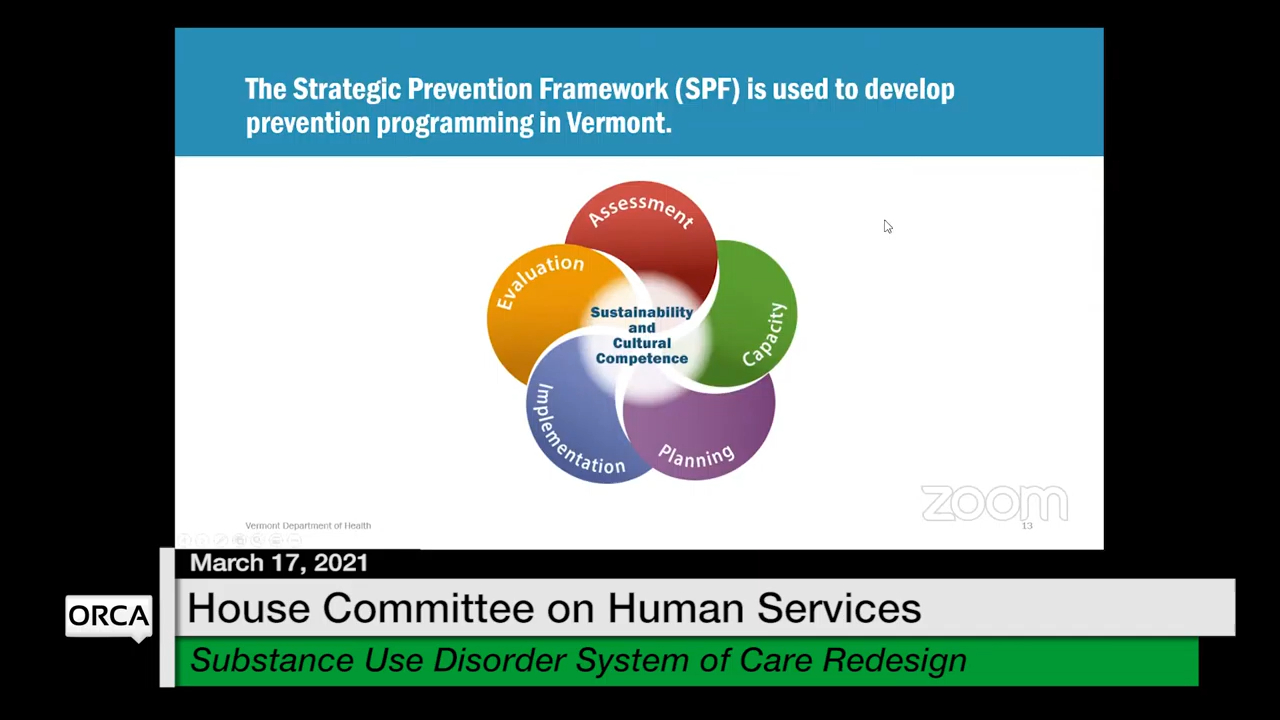 The Strategic Prevention Framework (SPF) is used to develop
prevention programming in Vermont.
Assessment
Evaluation
Capacity
Sustainability
and
Cultural
Competence
Implementation
Planning
zoom
Vermont Department of Health
13
March 17, 2021
ORCA
House Committee on Human Services
Substance Use Disorder System of Care Redesign